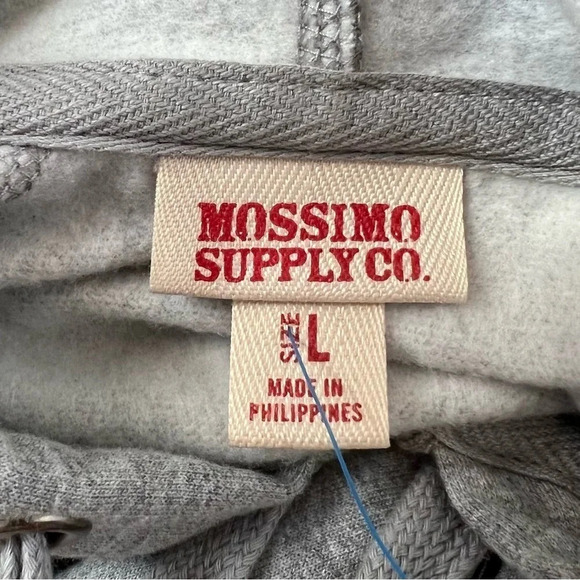 MOSSIMO
SUPPLY CO.
SIZE L
MADE IN
PHILIPPINES